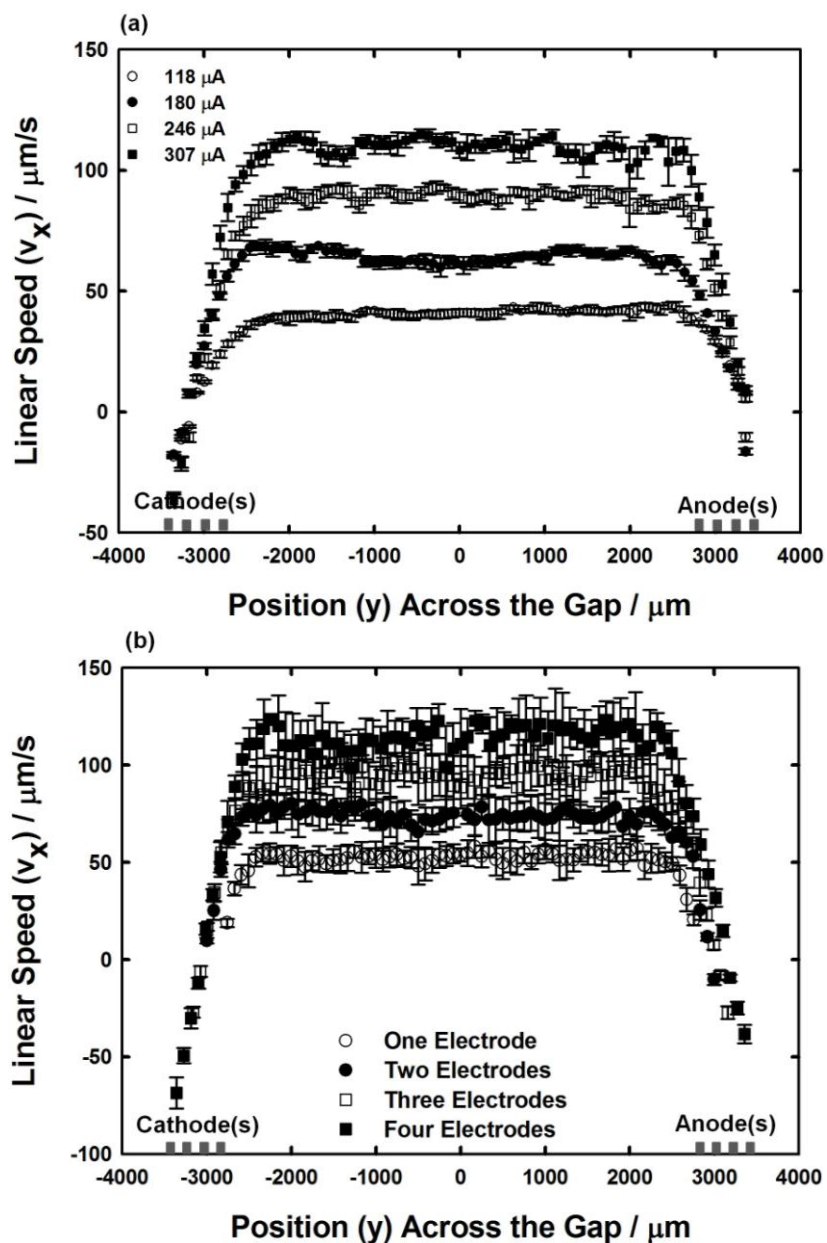 (a)
150
118 μA
180 μA
246 μA
307 μA
100
50
0
-50
Linear Speed (vx) / μm/s
Cathode(s)
Anode(s)
-4000 -3000 -2000 -1000 0 1000 2000 3000 4000
Position (y) Across the Gap / μm
(b)
150
100
50
0
-50
-100
Linear Speed (vx) / μm/s
One Electrode
Two Electrodes
Three Electrodes
Four Electrodes
Cathode(s)
Anode(s)
-4000 -3000 -2000 -1000 0 1000 2000 3000 4000
Position (y) Across the Gap / μm